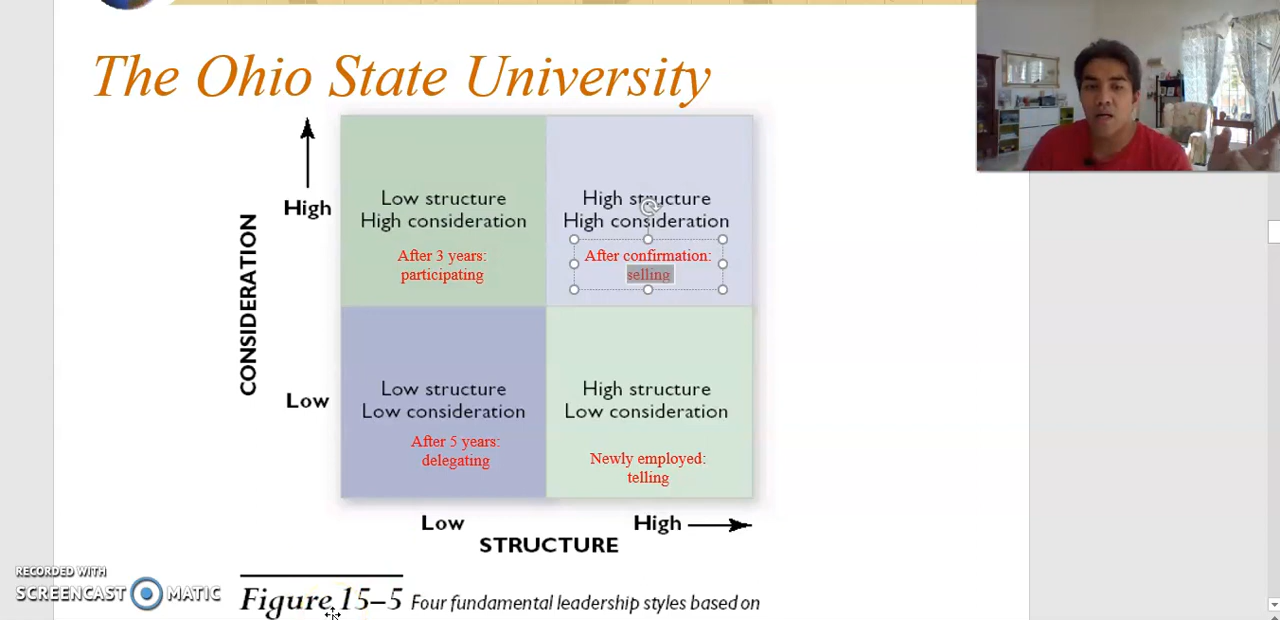 The Ohio State University
CONSIDERATION
High
Low
Low structure
High consideration
After 3 years:
participating
High structure
High consideration
After confirmation:
selling
Low structure
Low consideration
After 5 years:
delegating
High structure
Low consideration
Newly employed:
telling
Low
High
STRUCTURE
RECORDED WITH
SCREENCAST MATIC
Figure 15–5 Four fundamental leadership styles based on